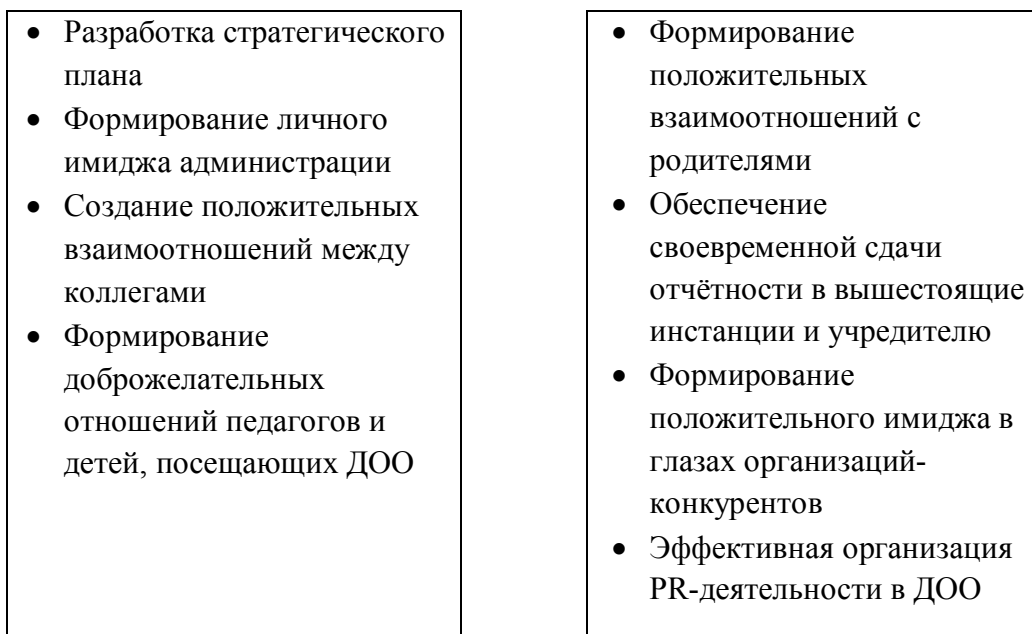 • Разработка стратегического
плана
• Формирование личного
имиджа администрации
• Создание положительных
взаимоотношений между
коллегами
• Формирование
доброжелательных
отношений педагогов и
детей, посещающих ДОО
• Формирование
положительных
взаимоотношений с
родителями
• Обеспечение
своевременной сдачи
отчётности в вышестоящие
инстанции и учредителю
• Формирование
положительного имиджа в
глазах организаций-
конкурентов
• Эффективная организация
PR-деятельности в ДОО